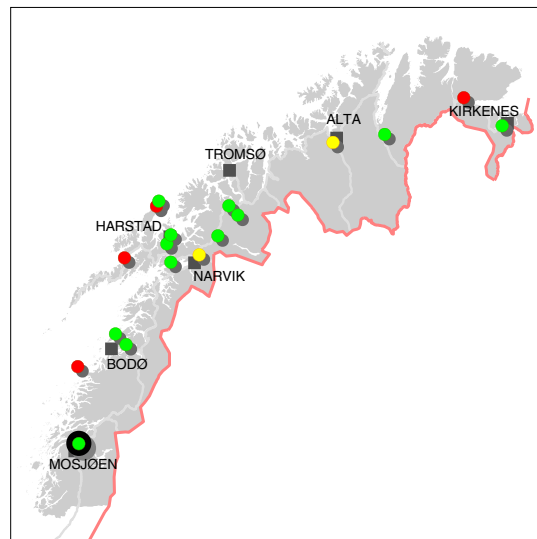 KIRKENES
ALTA
TROMSØ
HARSTAD
NARVIK
BODØ
MOSJØEN